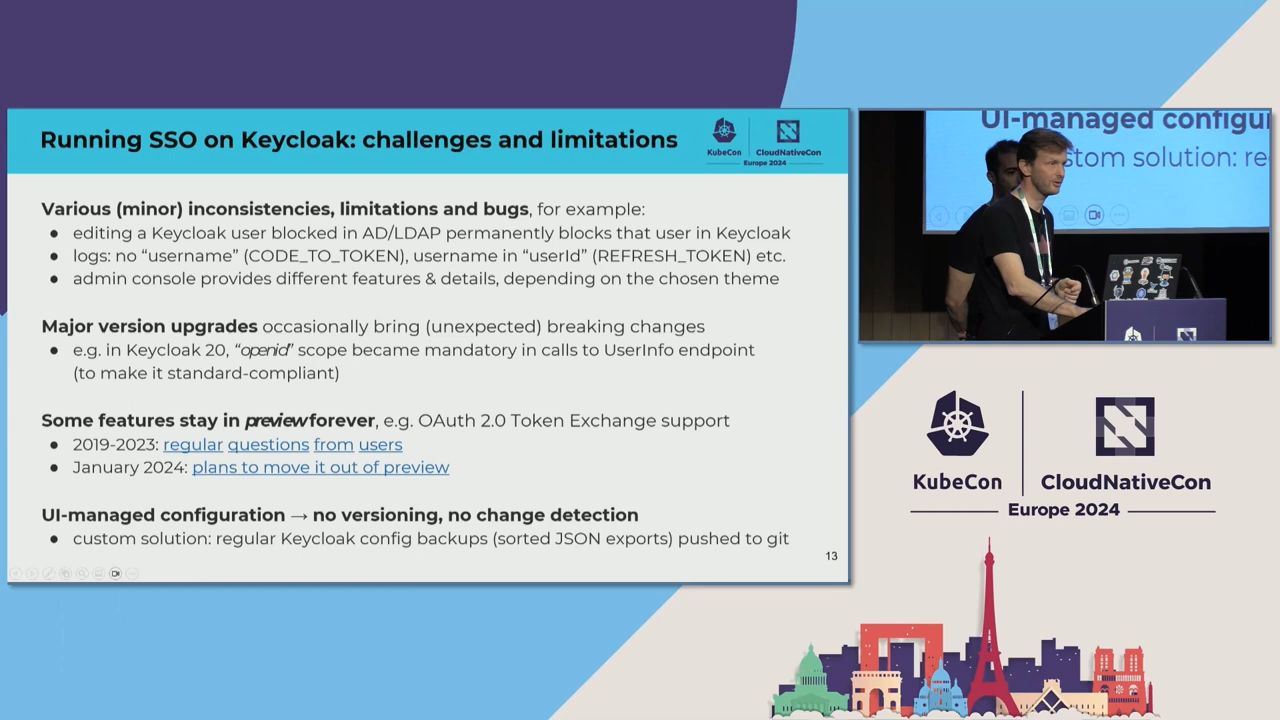 Running SSO on Keycloak: challenges and limitations
KubeCon
CloudNativeCon
Europe 2024
Various (minor) inconsistencies, limitations and bugs, for example:
● editing a Keycloak user blocked in AD/LDAP permanently blocks that user in Keycloak
● logs: no “username” (CODE_TO_TOKEN), username in “userId” (REFRESH_TOKEN) etc.
● admin console provides different features & details, depending on the chosen theme
Major version upgrades occasionally bring (unexpected) breaking changes
● e.g. in Keycloak 20, “openid” scope became mandatory in calls to UserInfo endpoint
(to make it standard-compliant)
Some features stay in preview forever, e.g. OAuth 2.0 Token Exchange support
● 2019-2023: regular questions from users
● January 2024: plans to move it out of preview
UI-managed configuration → no versioning, no change detection
● custom solution: regular Keycloak config backups (sorted JSON exports) pushed to git
13
UI-managed configu
stom solution: re
KubeCon
CloudNativeCon
Europe 2024